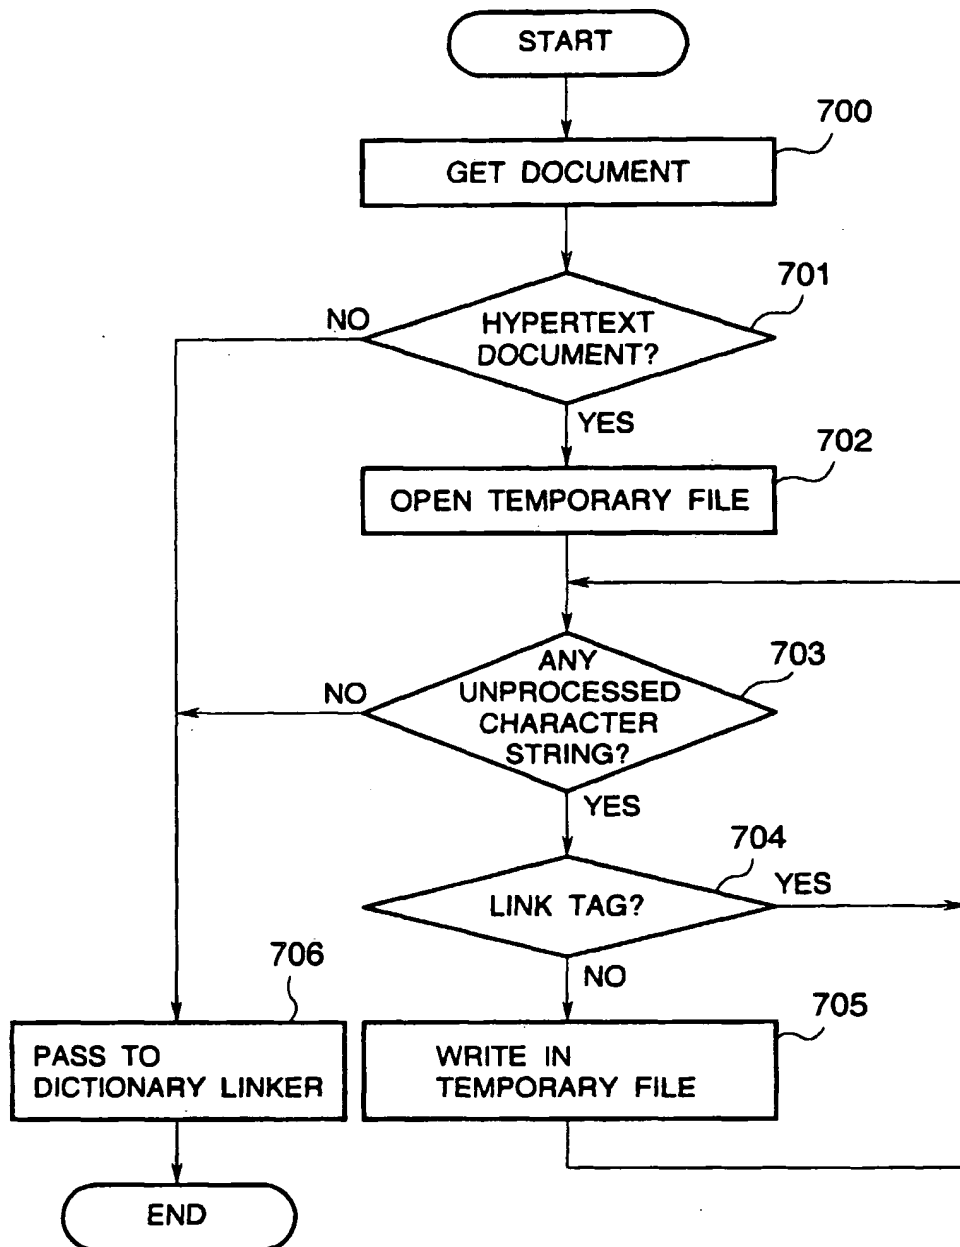 START
700
GET DOCUMENT
701
NO
HYPERTEXT
DOCUMENT?
YES
702
OPEN TEMPORARY FILE
703
NO
ANY
UNPROCESSED
CHARACTER
STRING?
YES
704
LINK TAG?
YES
NO
706
705
PASS TO
DICTIONARY LINKER
WRITE IN
TEMPORARY FILE
END